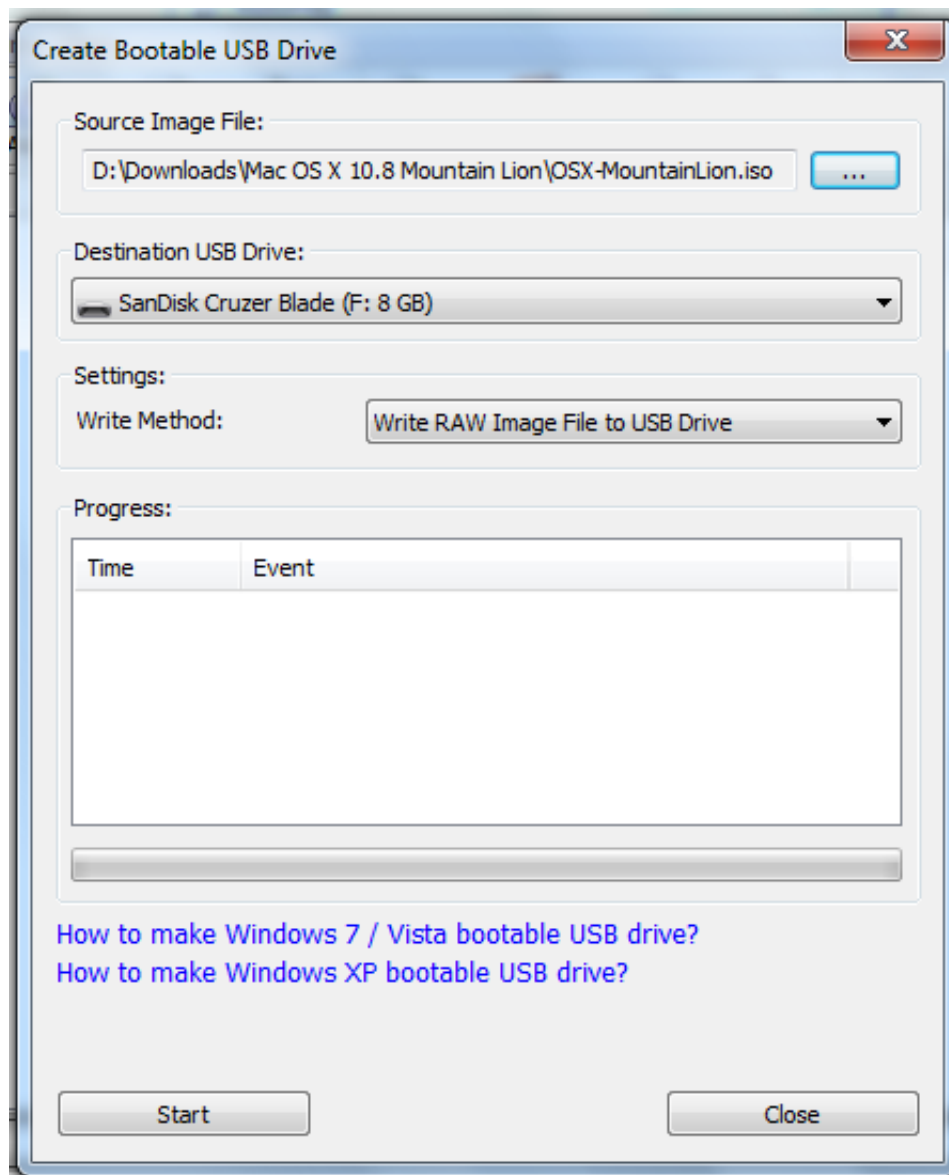 Create Bootable USB Drive
Source Image File:
D:\Downloads\Mac OS X 10.8 Mountain Lion\OSX-MountainLion.iso
...
Destination USB Drive:
SanDisk Cruzer Blade (F: 8 GB)
Settings:
Write Method:
Write RAW Image File to USB Drive
Progress:
Time Event
How to make Windows 7 / Vista bootable USB drive?
How to make Windows XP bootable USB drive?
Start Close